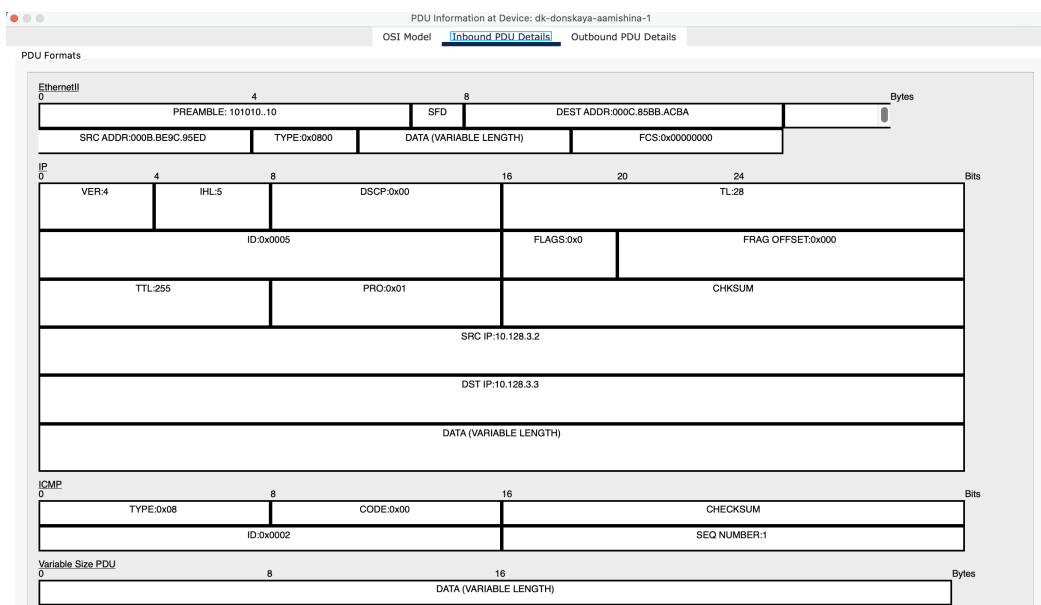 PDU Information at Device: dk-donskaya-aamishina-1
OSI Model Inbound PDU Details Outbound PDU Details
PDU Formats
EthernetII
0 4 8 Bytes
PREAMBLE: 101010..10 SFD DEST ADDR:000C.85BB.ACBA
SRC ADDR:000B.BE9C.95ED TYPE:0x0800 DATA (VARIABLE LENGTH) FCS:0x00000000
IP
0 4 8 16 20 24 Bits
VER:4 IHL:5 DSCP:0x00 TL:28
ID:0x0005 FLAGS:0x0 FRAG OFFSET:0x000
TTL:255 PRO:0x01 CHKSUM
SRC IP:10.128.3.2
DST IP:10.128.3.3
DATA (VARIABLE LENGTH)
ICMP
0 8 16 Bits
TYPE:0x08 CODE:0x00 CHECKSUM
ID:0x0002 SEQ NUMBER:1
Variable Size PDU
0 8 16 Bytes
DATA (VARIABLE LENGTH)